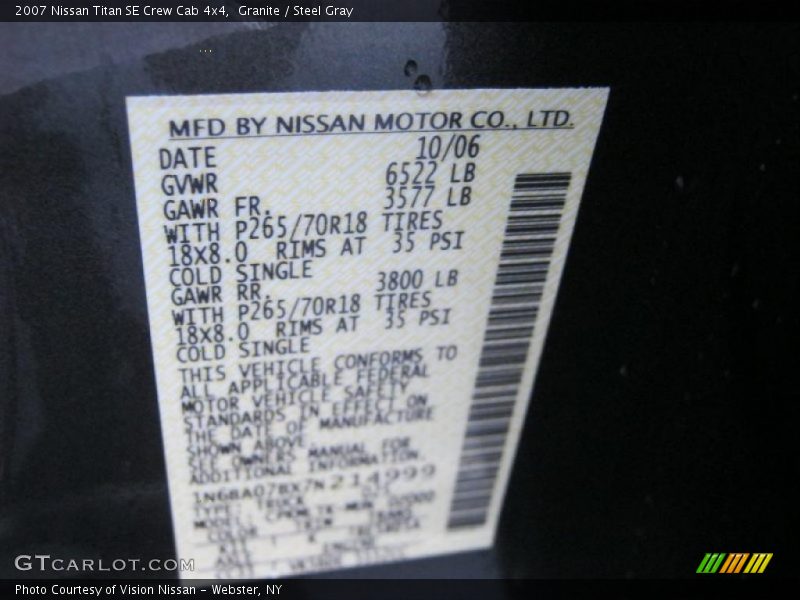 2007 Nissan Titan SE Crew Cab 4x4,  Granite / Steel Gray
MFD BY NISSAN MOTOR CO., LTD.
DATE 10/06
GVWR 6522 LB
GAWR FR. 3577 LB
WITH P265/70R18 TIRES
18X8.0 RIMS AT 35 PSI
COLD SINGLE
GAWR RR. 3800 LB
WITH P265/70R18 TIRES
18X8.0 RIMS AT 35 PSI
COLD SINGLE
THIS VEHICLE CONFORMS TO
ALL APPLICABLE FEDERAL
MOTOR VEHICLE SAFETY
STANDARDS IN EFFECT ON
THE DATE OF MANUFACTURE
SHOWN ABOVE.
SEE OWNERS MANUAL FOR
ADDITIONAL INFORMATION.
1N6BA07BX7N214999
TYPE: TRUCK
MODEL:
COLOR TRIM
GTCARLOT.COM
Photo Courtesy of Vision Nissan - Webster, NY